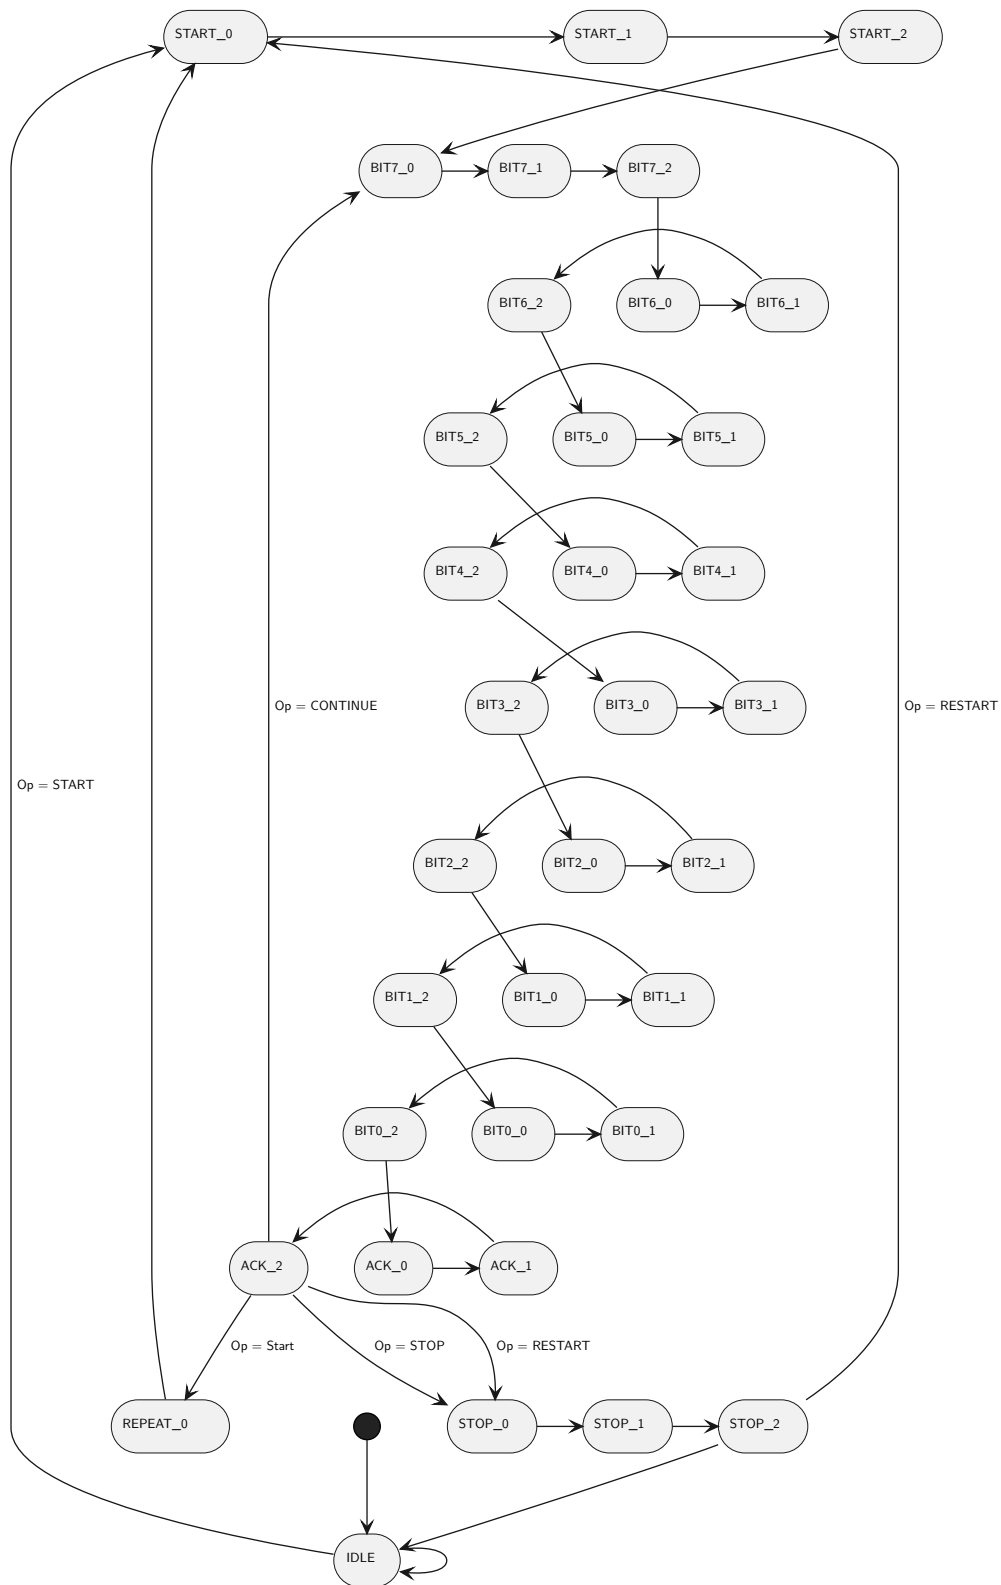 START_0
START_1
START_2
BIT7_0
BIT7_1
BIT7_2
BIT6_2
BIT6_0
BIT6_1
BIT5_2
BIT5_0
BIT5_1
BIT4_2
BIT4_0
BIT4_1
BIT3_2
BIT3_0
BIT3_1
Op = CONTINUE
Op = RESTART
Op = START
BIT2_2
BIT2_0
BIT2_1
BIT1_2
BIT1_0
BIT1_1
BIT0_2
BIT0_0
BIT0_1
ACK_2
ACK_0
ACK_1
Op = Start
Op = STOP
Op = RESTART
REPEAT_0
STOP_0
STOP_1
STOP_2
IDLE